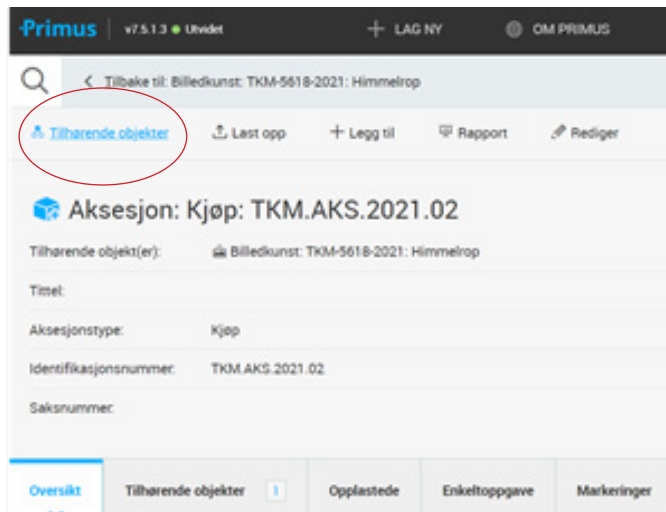 Primus v7.5.1.3 Utvidet + LAG NY OM PRIMUS
< Tilbake til: Billedkunst: TKM-5618-2021: Himmelrop
Tilhørende objekter Last opp + Legg til Rapport Rediger
Aksesjon: Kjøp: TKM.AKS.2021.02
Tilhørende objekt(er): Billedkunst: TKM-5618-2021: Himmelrop
Tittel:
Aksesjonstype: Kjøp
Identifikasjonsnummer: TKM.AKS.2021.02
Saksnummer:
Oversikt Tilhørende objekter 1 Opplastede Enkeltoppgave Markeringer